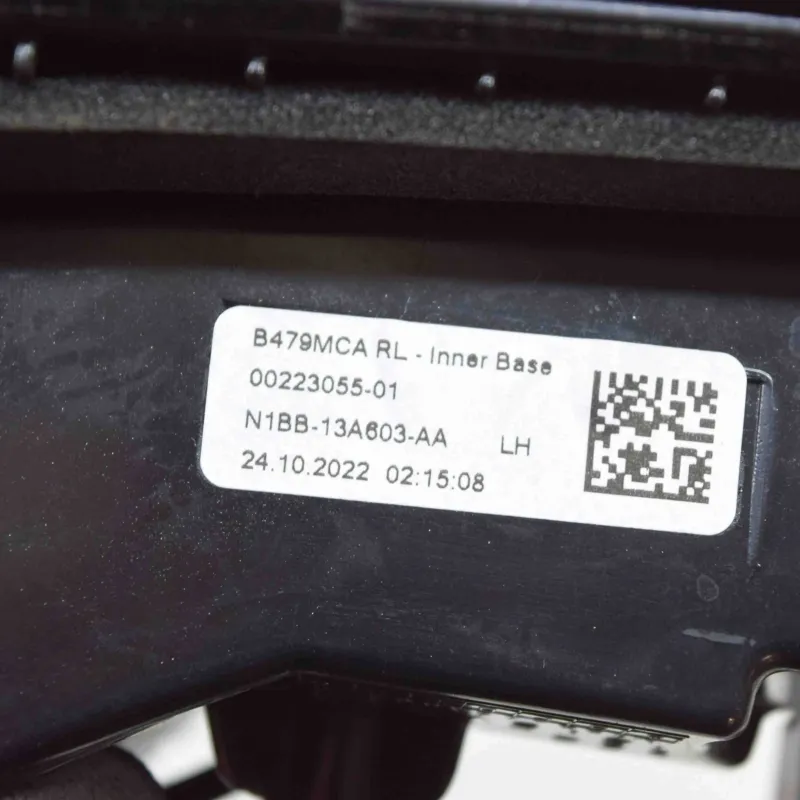 B479MCA RL - Inner Base
00223055-01
N1BB-13A603-AA LH
24.10.2022 02:15:08